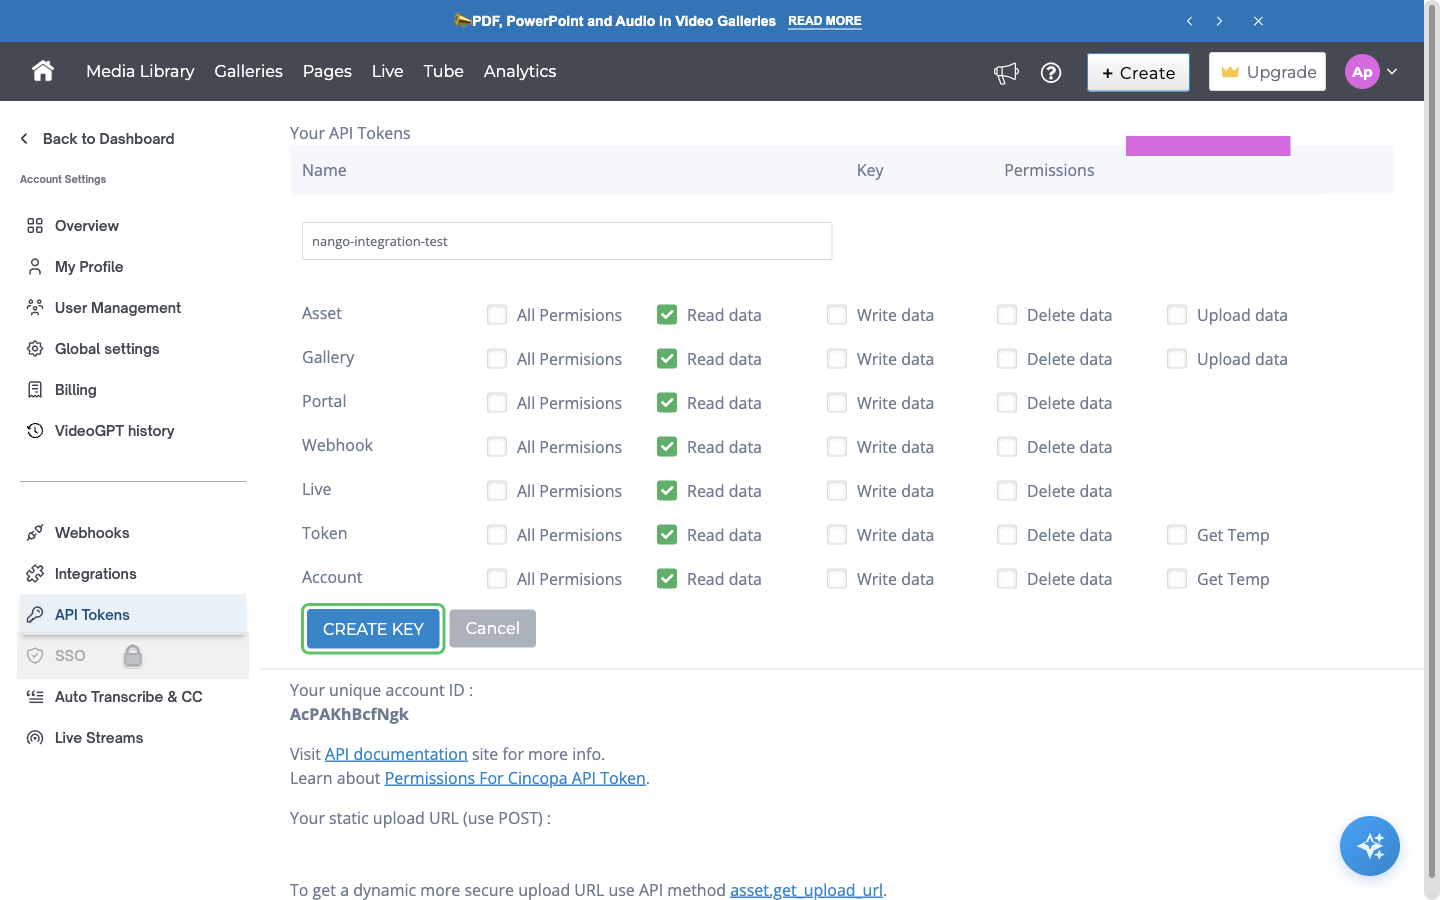 PDF, PowerPoint and Audio in Video Galleries READ MORE
Media Library Galleries Pages Live Tube Analytics + Create Upgrade Ap
Back to Dashboard
Account Settings
Overview
My Profile
User Management
Global settings
Billing
VideoGPT history
Webhooks
Integrations
API Tokens
SSO
Auto Transcribe & CC
Live Streams
Your API Tokens
Name Key Permissions
nango-integration-test
Asset All Permisions Read data Write data Delete data Upload data
Gallery All Permisions Read data Write data Delete data Upload data
Portal All Permisions Read data Write data Delete data
Webhook All Permisions Read data Write data Delete data
Live All Permisions Read data Write data Delete data
Token All Permisions Read data Write data Delete data Get Temp
Account All Permisions Read data Write data Delete data Get Temp
CREATE KEY Cancel
Your unique account ID :
AcPAKhBcfNgk
Visit API documentation site for more info.
Learn about Permissions For Cincopa API Token.
Your static upload URL (use POST) :
To get a dynamic more secure upload URL use API method asset.get_upload_url.